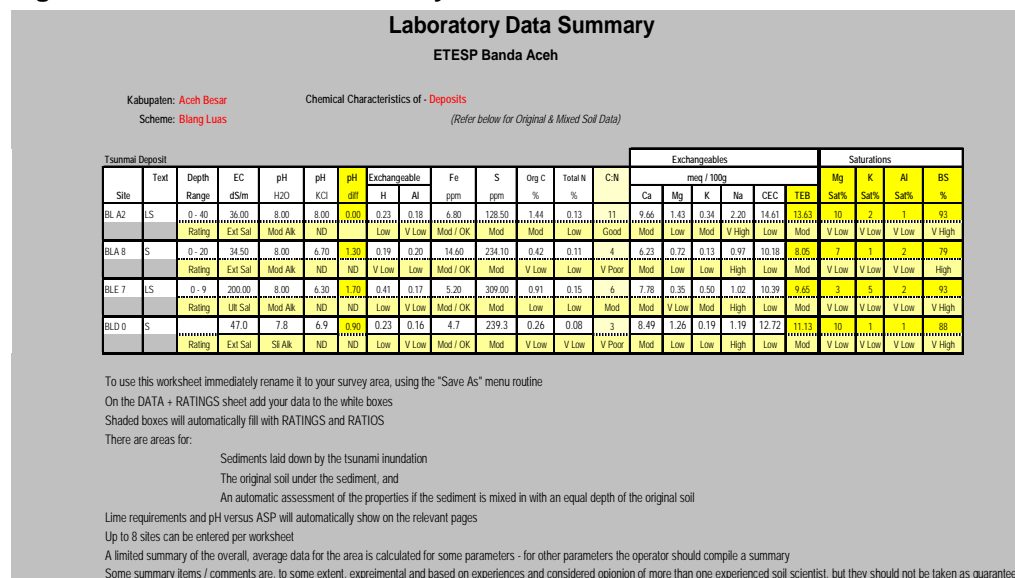 Laboratory Data Summary
ETESP Banda Aceh
Kabupaten: Aceh Besar Chemical Characteristics of - Deposits
Scheme: Blang Luas (Refer below for Original & Mixed Soil Data)
Tsunmai Deposit Exchangeables Saturations
Text Depth EC pH pH pH Exchangeable Fe S Org C Total N C:N meq / 100g Mg K Al BS
Site Range dS/m H2O KCl diff H Al ppm ppm % % Ca Mg K Na CEC TEB Sat% Sat% Sat% %
BL A2 LS 0 - 40 36.00 8.00 8.00 0.00 0.23 0.18 6.80 128.50 1.44 0.13 11 9.66 1.43 0.34 2.20 14.61 13.63 10 2 1 93
Rating Ext Sal Mod Alk ND ND Low V Low Mod / OK Mod Mod Low Good Mod Low Mod V High Low Mod V Low V Low V Low V High
BLA 8 S 0 - 20 34.50 8.00 6.70 1.30 0.19 0.20 14.60 234.10 0.42 0.11 4 6.23 0.72 0.13 0.97 10.18 8.05 7 1 2 79
Rating Ext Sal Mod Alk ND ND V Low Low Mod / OK Mod V Low Low V Poor Mod Low Low High Low Mod V Low V Low V Low High
BLE 7 LS 0 - 9 200.00 8.00 6.30 1.70 0.41 0.17 5.20 309.00 0.91 0.15 6 7.78 0.35 0.50 1.02 10.39 9.65 3 5 2 93
Rating Ult Sal Mod Alk ND ND Low V Low Mod / OK Mod Low Low Mod Mod V Low Mod High Low Mod V Low V Low V Low V High
BLD 0 S 47.0 7.8 6.9 0.90 0.23 0.16 4.7 239.3 0.26 0.08 3 8.49 1.26 0.19 1.19 12.72 11.13 10 1 1 88
Rating Ext Sal Sli Alk ND ND Low V Low Mod / OK Mod V Low V Low V Poor Mod Low Low High Low Mod V Low V Low V Low V High
To use this worksheet immediately rename it to your survey area, using the "Save As" menu routine
On the DATA + RATINGS sheet add your data to the white boxes
Shaded boxes will automatically fill with RATINGS and RATIOS
There are areas for:
Sediments laid down by the tsunami inundation
The original soil under the sediment, and
An automatic assessment of the properties if the sediment is mixed in with an equal depth of the original soil
Lime requirements and pH versus ASP will automatically show on the relevant pages
Up to 8 sites can be entered per worksheet
A limited summary of the overall, average data for the area is calculated for some parameters - for other parameters the operator should compile a summary
Some summary items / comments are, to some extent, expreimental and based on experiences and considered opionion of more than one experienced soil scientist, but they should not be taken as guarantee